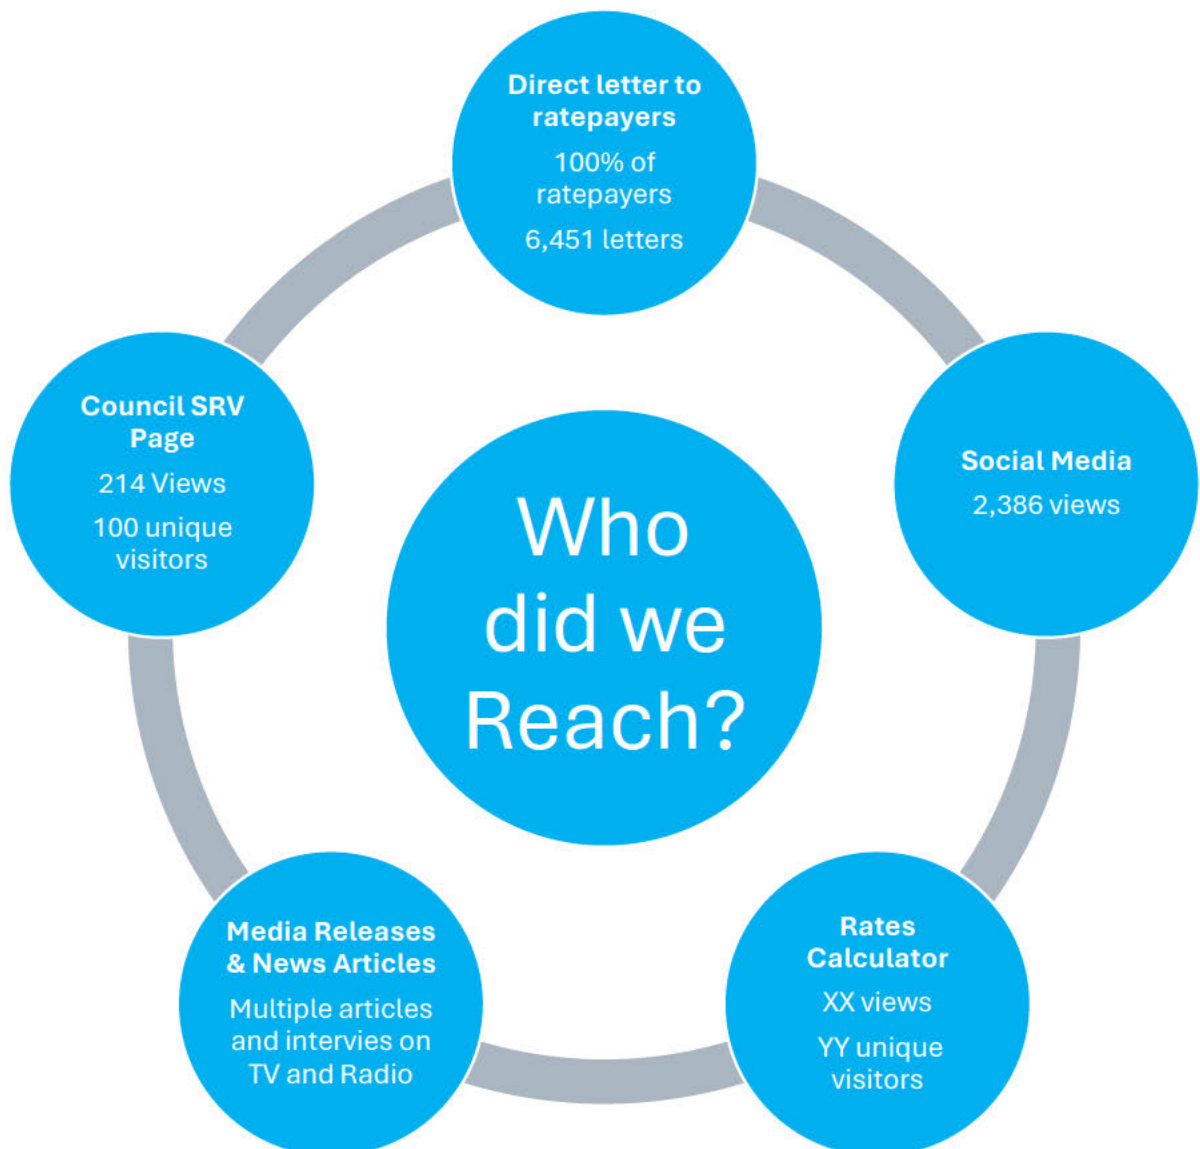 Direct letter to
ratepayers
100% of
ratepayers
6,451 letters
Council SRV
Page
214 Views
100 unique
visitors
Social Media
2,386 views
Who
did we
Reach?
Media Releases
& News Articles
Multiple articles
and intervies on
TV and Radio
Rates
Calculator
XX views
YY unique
visitors